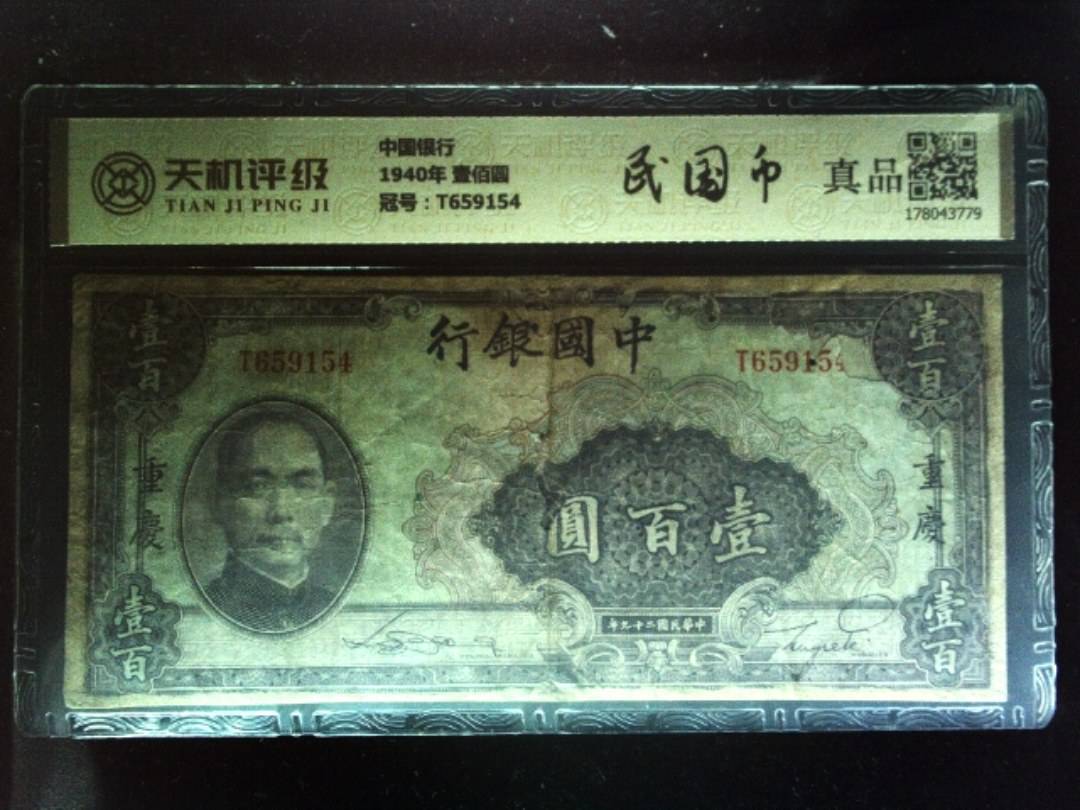 天机评级
TIAN JI PING JI
中国银行
1940年 壹佰圆
冠号：T659154
民国币
真品
178043779
行銀國中
T659154
T659154
壹百
壹百
重慶
重慶
圓百壹
年九十二國民華中
壹百
壹百